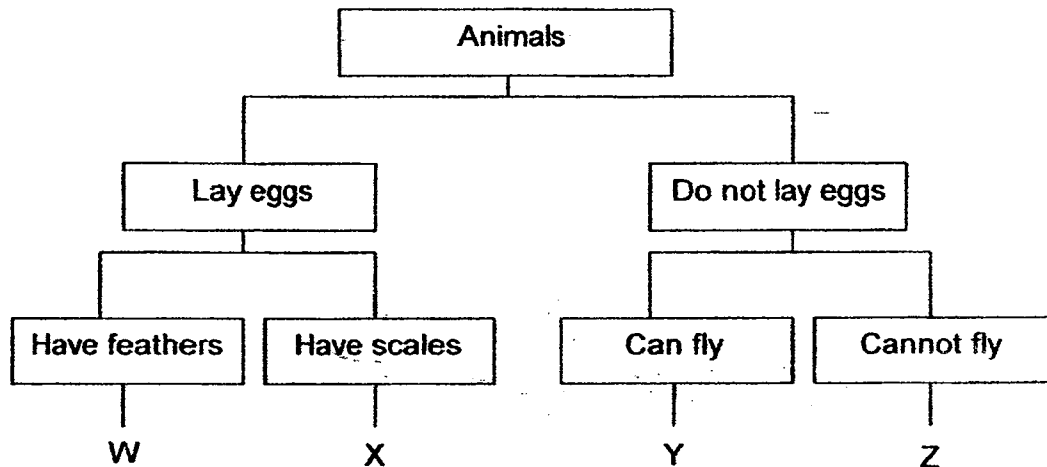 Animals
Lay eggs
Do not lay eggs
Have feathers
Have scales
Can fly
Cannot fly
W
X
Y
Z